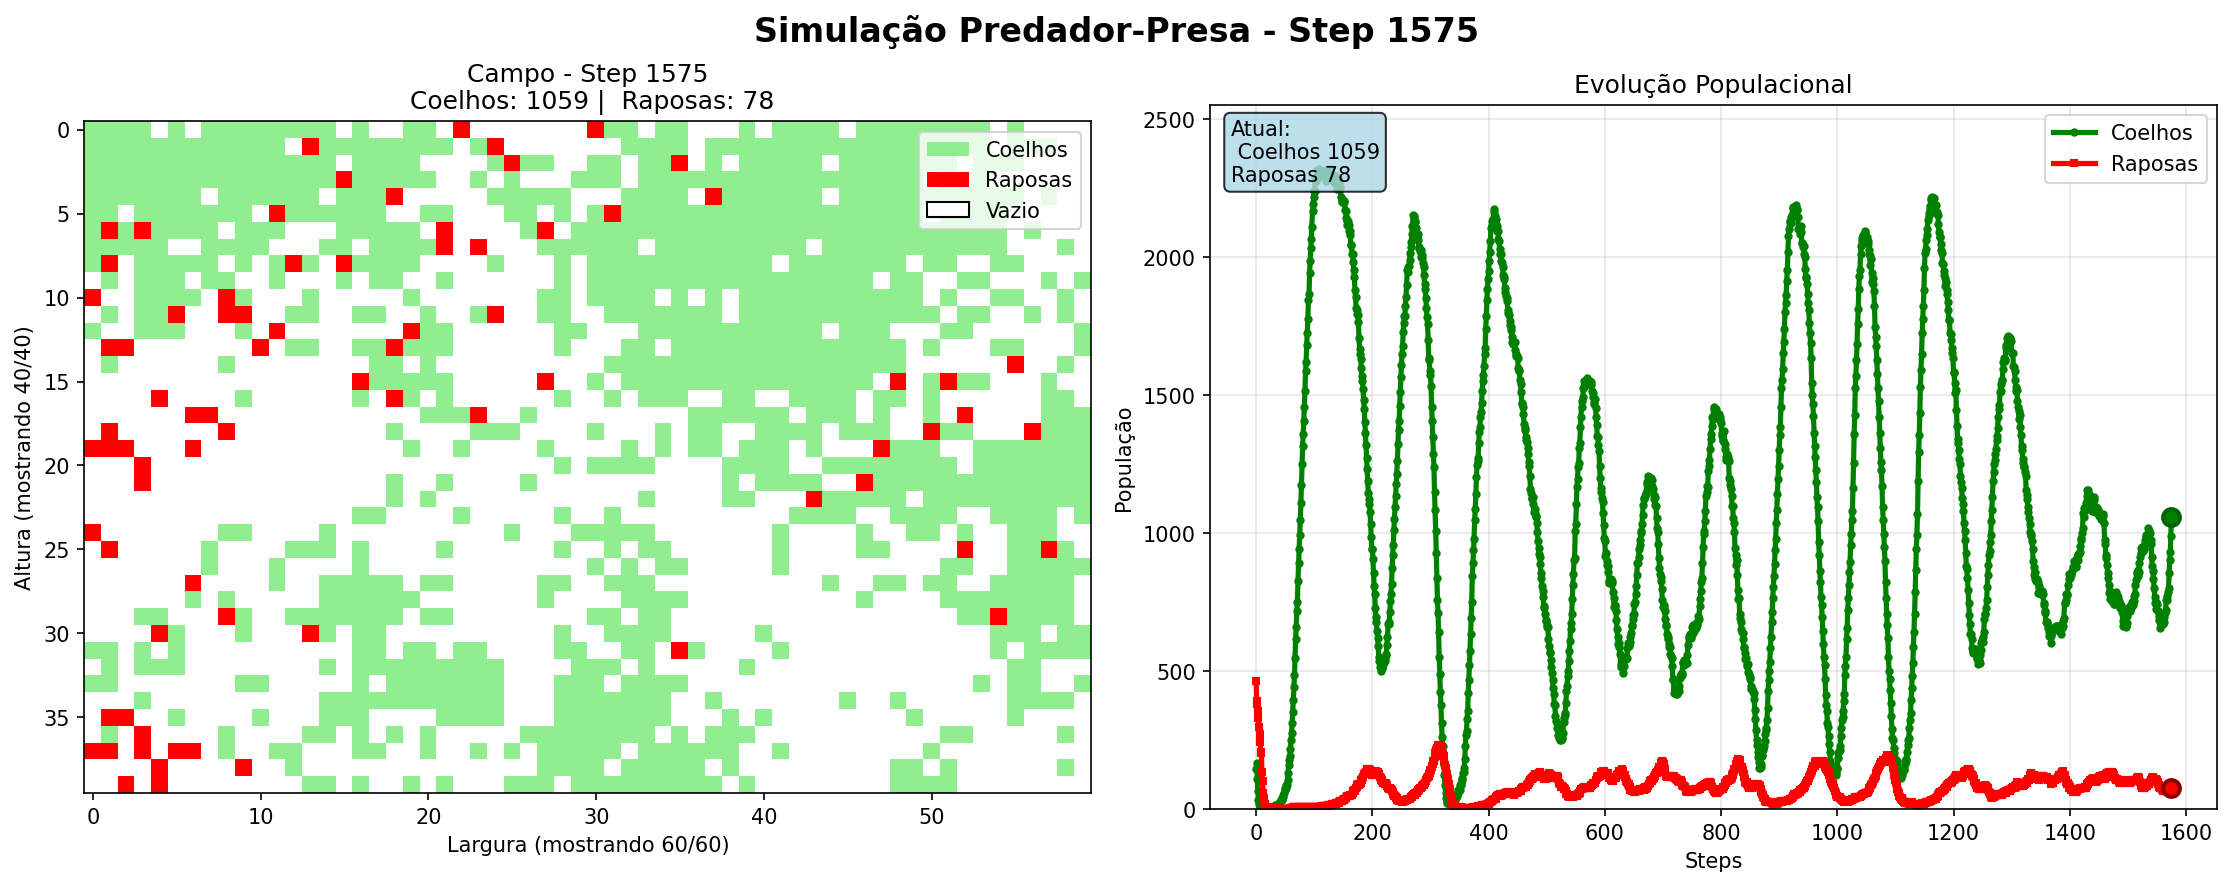 Simulação Predador-Presa - Step 1575
Campo - Step 1575
Coelhos: 1059 |  Raposas: 78
Coelhos
Raposas
Vazio
0
5
10
15
20
25
30
35
Altura (mostrando 40/40)
0
10
20
30
40
50
Largura (mostrando 60/60)
Evolução Populacional
Atual:
Coelhos 1059
Raposas 78
Coelhos
Raposas
2500
2000
1500
1000
500
0
População
0
200
400
600
800
1000
1200
1400
1600
Steps